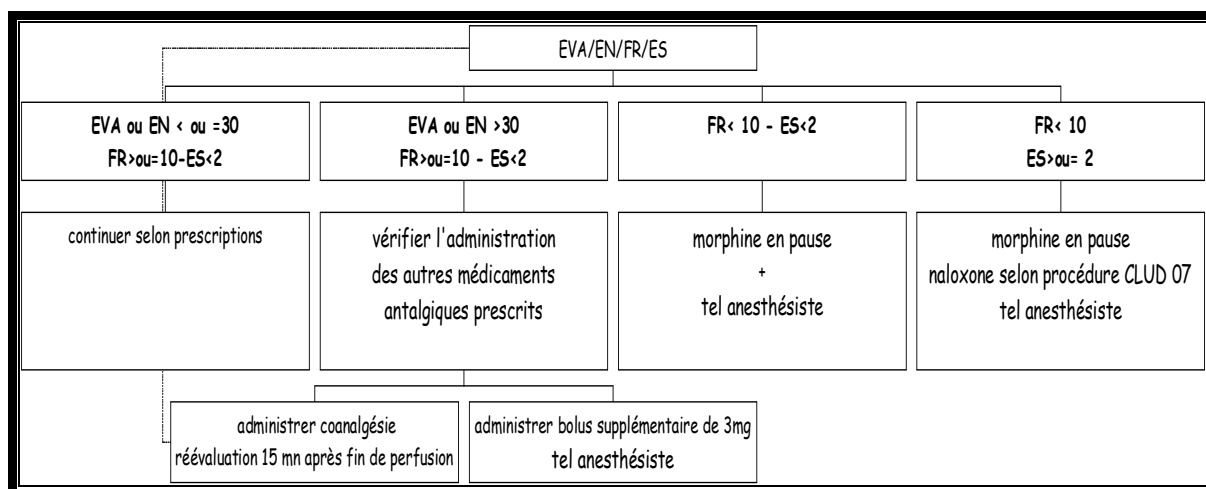 EVA/EN/FR/ES
EVA ou EN < ou =30
FR>ou=10-ES<2
EVA ou EN >30
FR>ou=10 - ES<2
FR< 10 - ES<2
FR< 10
ES>ou= 2
continuer selon prescriptions
vérifier l'administration
des autres médicaments
antalgiques prescrits
morphine en pause
+
tel anesthésiste
morphine en pause
naloxone selon procédure CLUD 07
tel anesthésiste
administrer coanalgésie
réévaluation 15 mn après fin de perfusion
administrer bolus supplémentaire de 3mg
tel anesthésiste